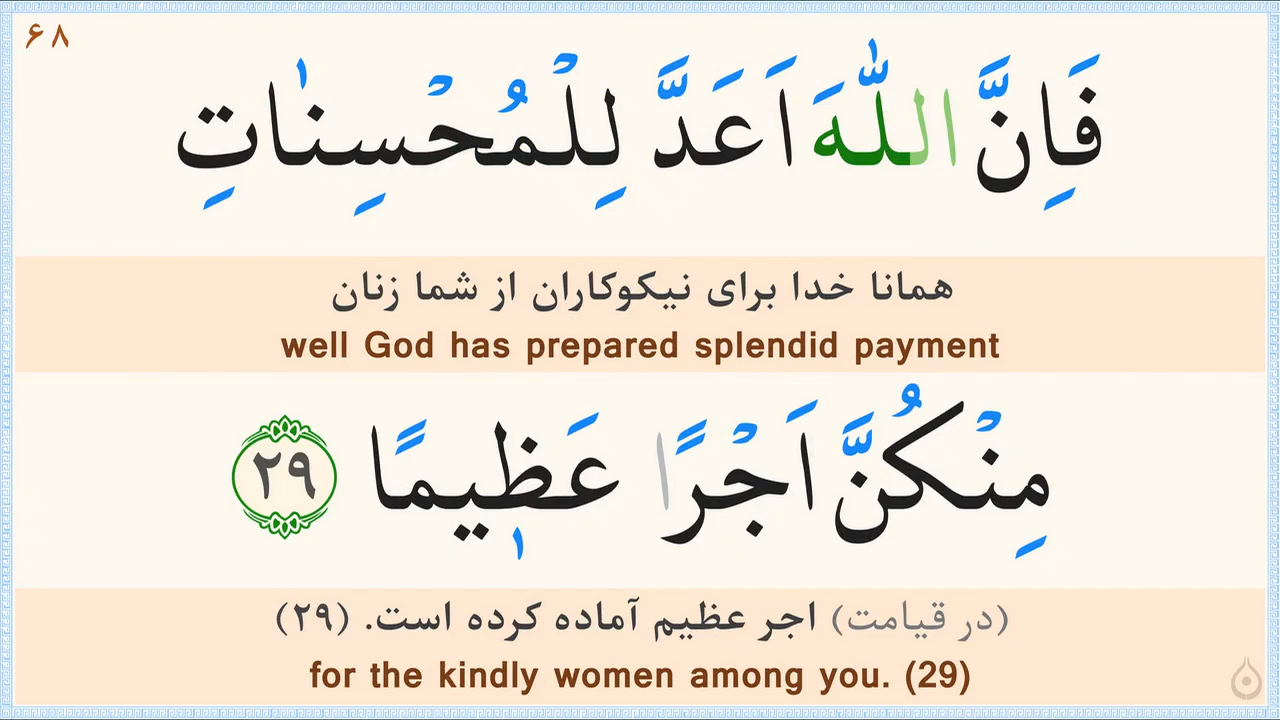 ۶۸
فَاِنَّ اللّٰهَ اَعَدَّ لِلْمُحْسِنٰاتِ
همانا خدا برای نیکوکاران از شما زنان
well God has prepared splendid payment
مِنْكُنَّ اَجْرًا عَظٖيمًا ٢٩
(در قیامت) اجر عظیم آماده کرده است. (۲۹)
for the kindly women among you. (29)